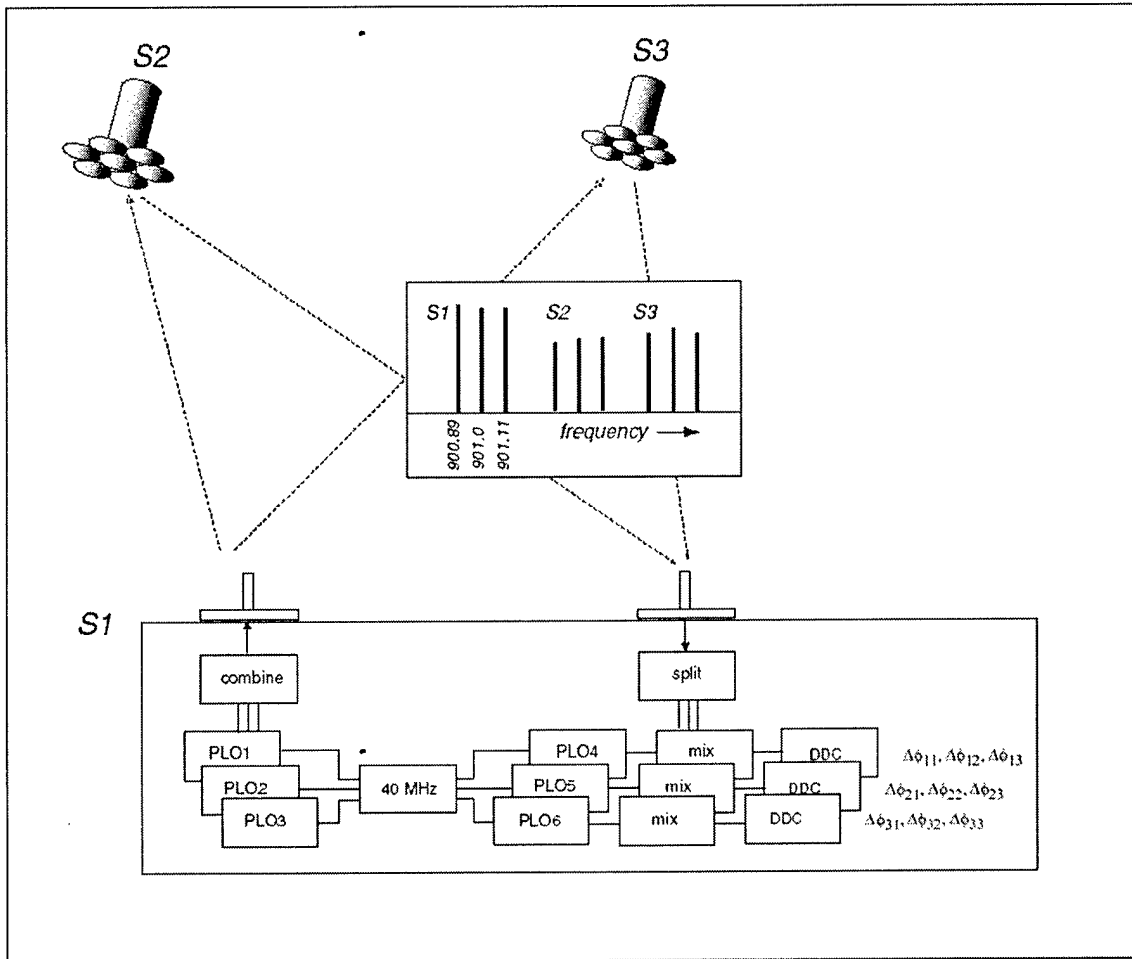 S2
S3
S1
S2
S3
900.89
901.0
901.11
frequency
S1
combine
split
PLO1
PLO2
PLO3
40 MHz
PLO4
PLO5
PLO6
mix
mix
mix
DDC
DDC
DDC
Δϕ11, Δϕ12, Δϕ13
Δϕ21, Δϕ22, Δϕ23
Δϕ31, Δϕ32, Δϕ33